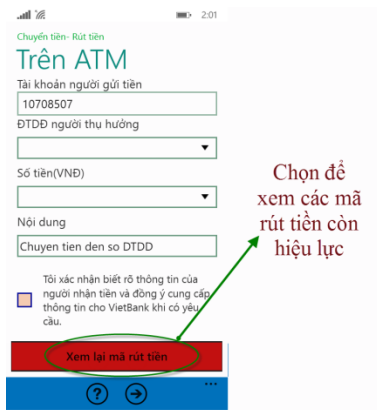 2:01
Chuyển tiền- Rút tiền
Trên ATM
Tài khoản người gửi tiền
10708507
ĐTDĐ người thụ hưởng
Số tiền(VNĐ)
Nội dung
Chuyen tien den so DTDD
Tôi xác nhận biết rõ thông tin của
người nhận tiền và đồng ý cung cấp
thông tin cho VietBank khi có yêu
cầu.
Xem lại mã rút tiền
Chọn để
xem các mã
rút tiền còn
hiệu lực